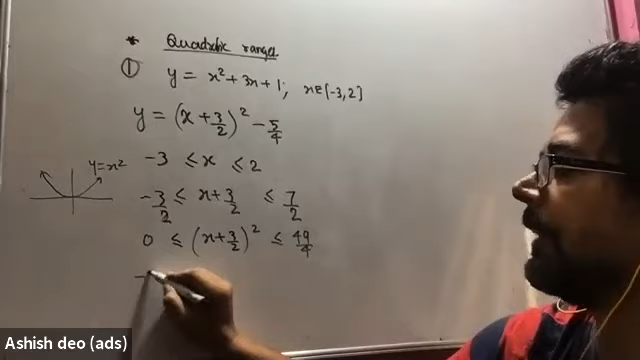 * Quadratic ranges
① y = x² + 3x + 1; x∈[-3, 2]
y = (x + 3/2)² - 5/4
-3 ≤ x ≤ 2
y = x²
-3/2 ≤ x + 3/2 ≤ 7/2
0 ≤ (x + 3/2)² ≤ 49/4
-
Ashish deo (ads)